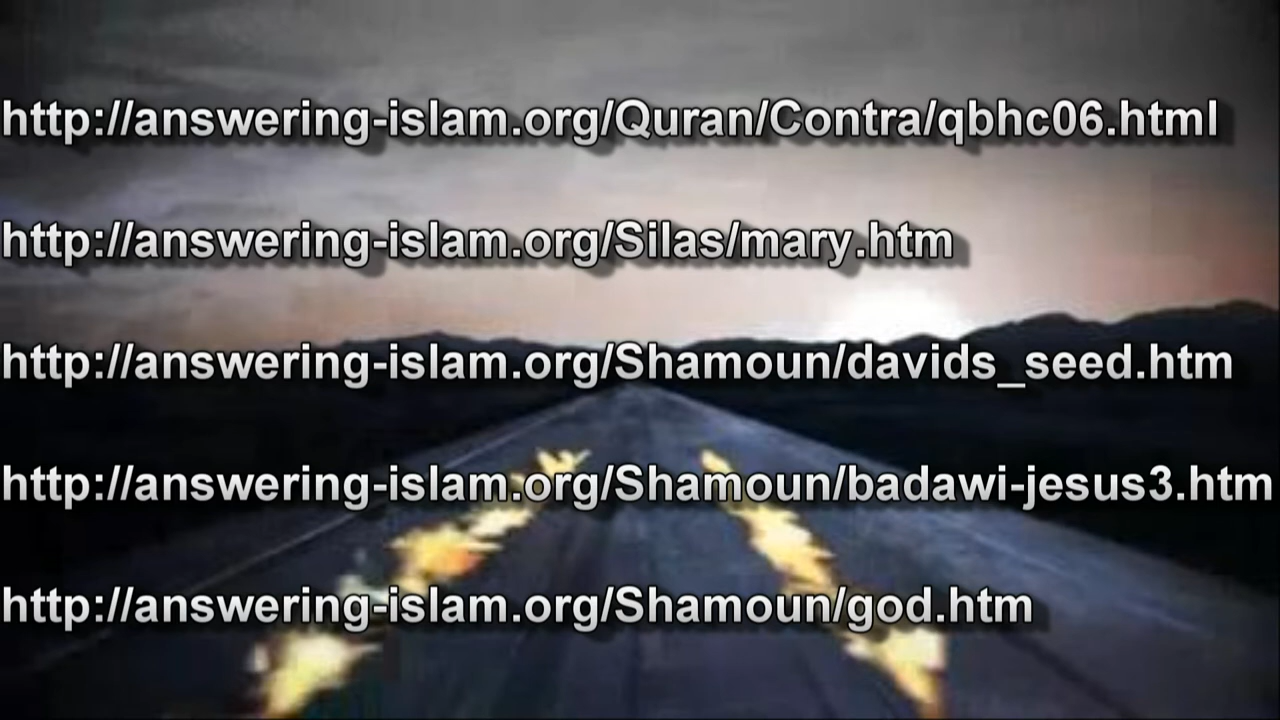 http://answering-islam.org/Quran/Contra/qbhc06.html
http://answering-islam.org/Silas/mary.htm
http://answering-islam.org/Shamoun/davids_seed.htm
http://answering-islam.org/Shamoun/badawi-jesus3.htm
http://answering-islam.org/Shamoun/god.htm